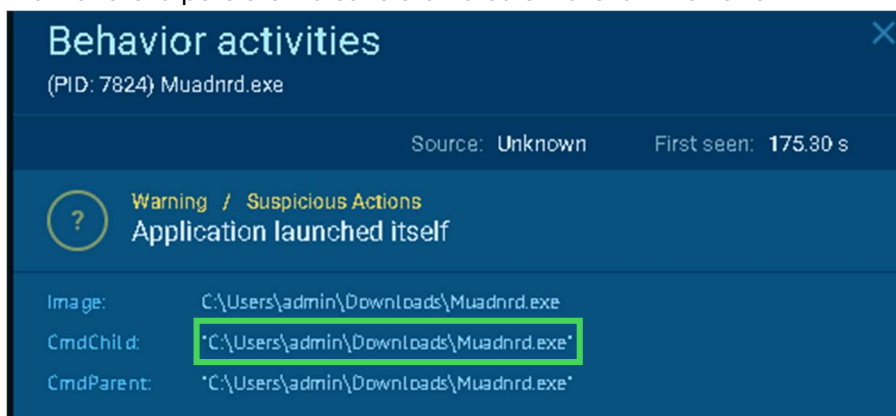 Behavior activities
(PID: 7824) Muadnrd.exe
Source: Unknown First seen: 175.30 s
Warning / Suspicious Actions
Application launched itself
Image: C:\Users\admin\Downloads\Muadnrd.exe
CmdChild: "C:\Users\admin\Downloads\Muadnrd.exe"
CmdParent: "C:\Users\admin\Downloads\Muadnrd.exe"